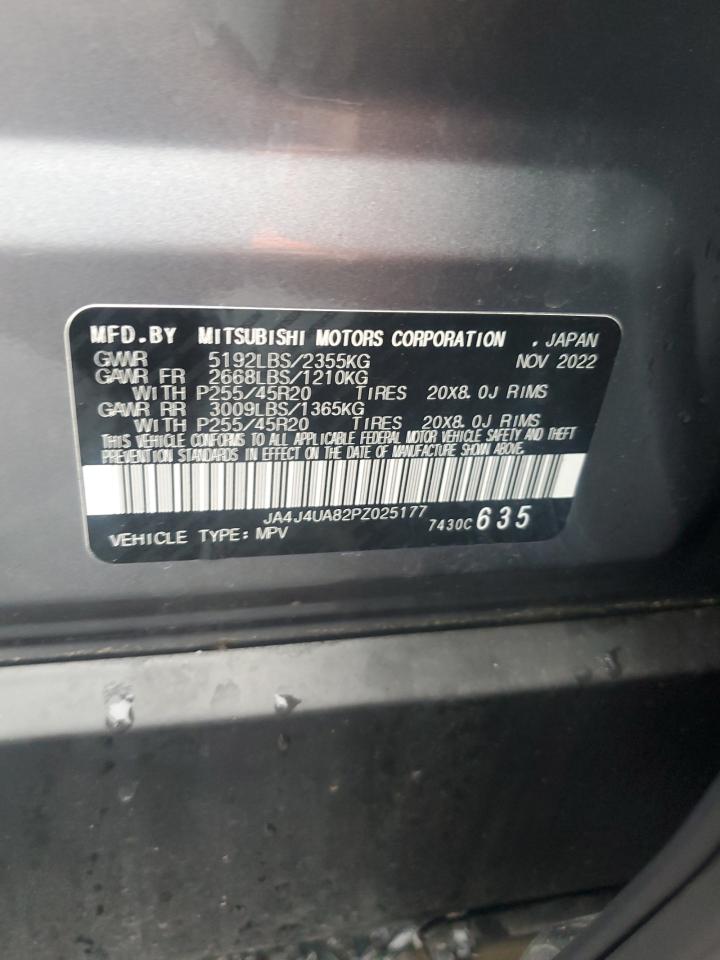 MFD.BY MITSUBISHI MOTORS CORPORATION . JAPAN
GVWR 5192LBS/2355KG NOV 2022
GAWR FR 2668LBS/1210KG
WITH P255/45R20 TIRES 20X8.0J RIMS
GAWR RR 3009LBS/1365KG
WITH P255/45R20 TIRES 20X8.0J RIMS
THIS VEHICLE CONFORMS TO ALL APPLICABLE FEDERAL MOTOR VEHICLE SAFETY AND THEFT
PREVENTION STANDARDS IN EFFECT ON THE DATE OF MANUFACTURE SHOWN ABOVE.
JA4J4UA82PZ025177
VEHICLE TYPE: MPV 7430C 635